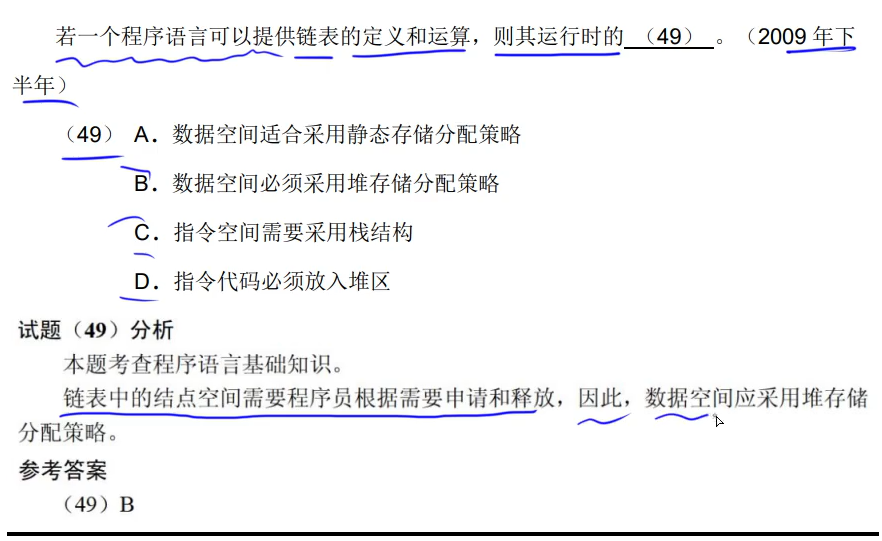 若一个程序语言可以提供链表的定义和运算，则其运行时的 （49） 。（2009 年下
半年）
（49） A．数据空间适合采用静态存储分配策略
B．数据空间必须采用堆存储分配策略
C．指令空间需要采用栈结构
D．指令代码必须放入堆区
试题（49）分析
本题考查程序语言基础知识。
链表中的结点空间需要程序员根据需要申请和释放，因此，数据空间应采用堆存储
分配策略。
参考答案
（49）B